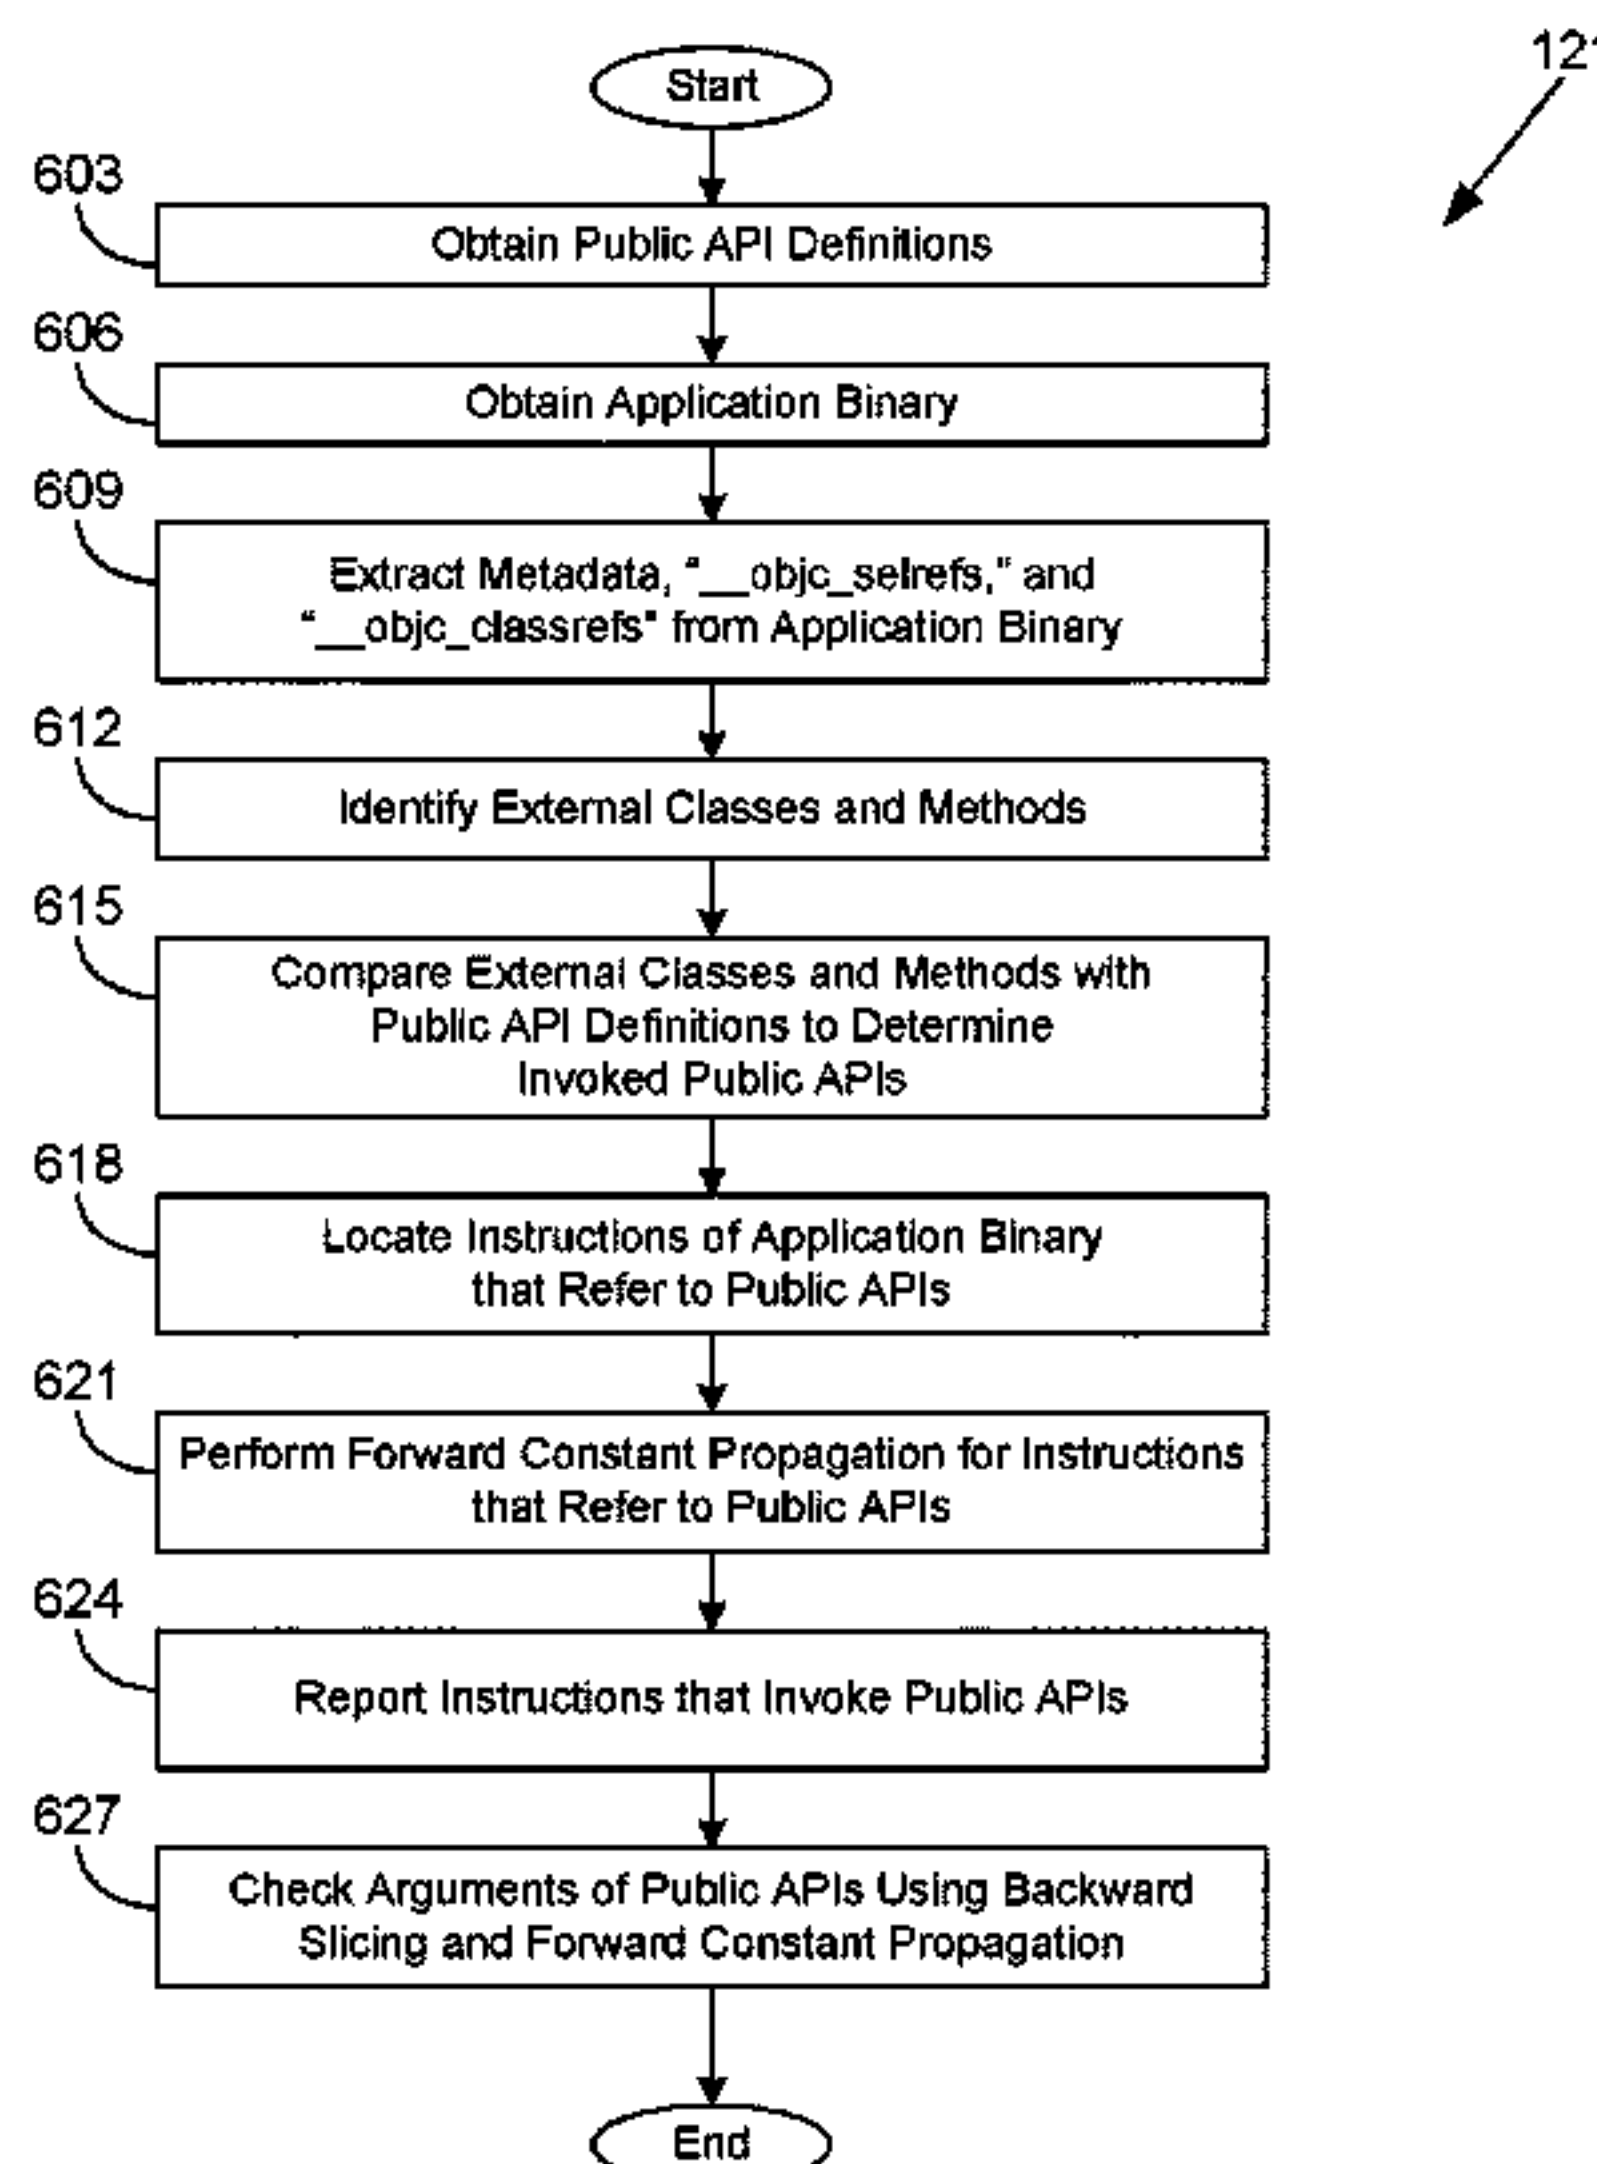 Start
121
603
Obtain Public API Definitions
606
Obtain Application Binary
609
Extract Metadata, “__objc_selrefs,” and
“__objc_classrefs” from Application Binary
612
Identify External Classes and Methods
615
Compare External Classes and Methods with
Public API Definitions to Determine
Invoked Public APIs
618
Locate Instructions of Application Binary
that Refer to Public APIs
621
Perform Forward Constant Propagation for Instructions
that Refer to Public APIs
624
Report Instructions that Invoke Public APIs
627
Check Arguments of Public APIs Using Backward
Slicing and Forward Constant Propagation
End